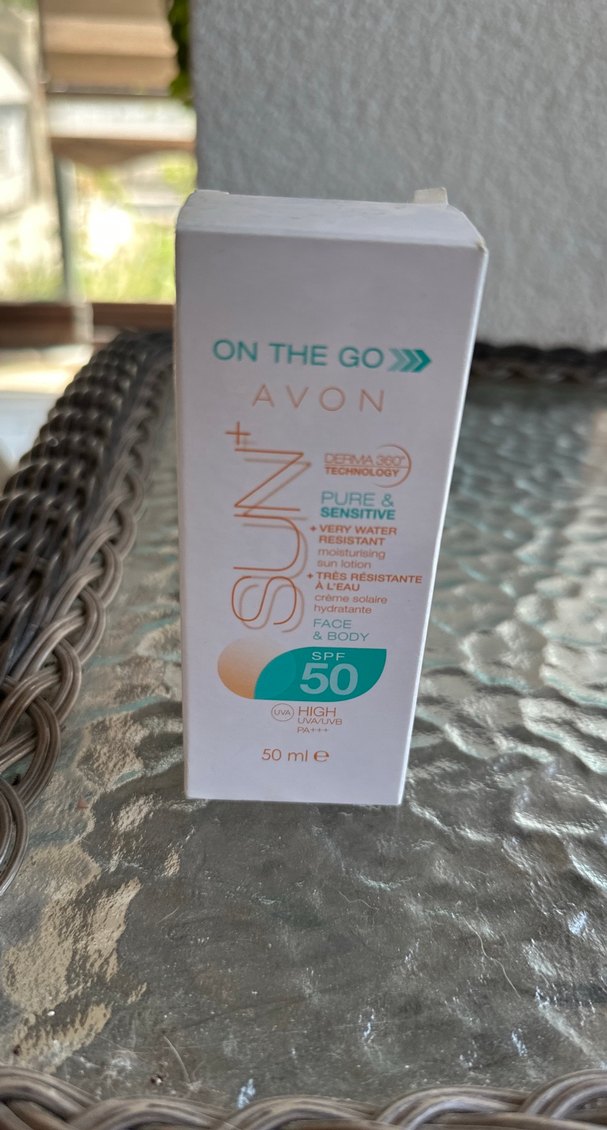 ON THE GO
AVON
SUN+
DERMA 360°
TECHNOLOGY
PURE &
SENSITIVE
+ VERY WATER
RESISTANT
moisturising
sun lotion
+ TRÈS RÉSISTANTE
À L'EAU
crème solaire
hydratante
FACE
& BODY
SPF
50
UVA HIGH
UVA/UVB
PA+++
50 ml e